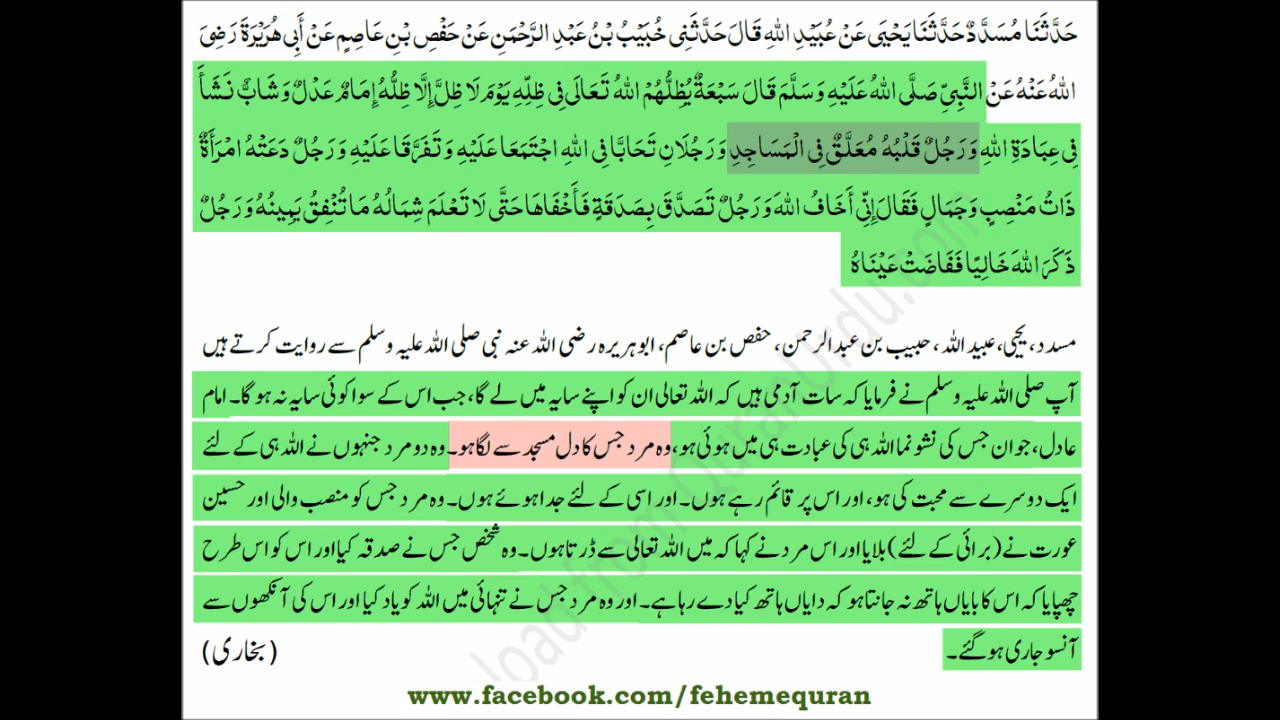 حَدَّثَنَا مُسَدَّدٌ حَدَّثَنَا يَحْيَى عَنْ عُبَيْدِ اللهِ قَالَ حَدَّثَنِي خُبَيْبُ بْنُ عَبْدِ الرَّحْمَنِ عَنْ حَفْصِ بْنِ عَاصِمٍ عَنْ أَبِي هُرَيْرَةَ رَضِيَ
اللهُ عَنْهُ عَنْ النَّبِيِّ صَلَّى اللهُ عَلَيْهِ وَسَلَّمَ قَالَ سَبْعَةٌ يُظِلُّهُمْ اللهُ تَعَالَى فِي ظِلِّهِ يَوْمَ لَا ظِلَّ إِلَّا ظِلُّهُ إِمَامٌ عَدْلٌ وَشَابٌّ نَشَأَ
فِي عِبَادَةِ اللهِ وَرَجُلٌ قَلْبُهُ مُعَلَّقٌ فِي الْمَسَاجِدِ وَرَجُلَانِ تَحَابَّا فِي اللهِ اجْتَمَعَا عَلَيْهِ وَتَفَرَّقَا عَلَيْهِ وَرَجُلٌ دَعَتْهُ امْرَأَةٌ
ذَاتُ مَنْصِبٍ وَجَمَالٍ فَقَالَ إِنِّي أَخَافُ اللهَ وَرَجُلٌ تَصَدَّقَ بِصَدَقَةٍ فَأَخْفَاهَا حَتَّى لَا تَعْلَمَ شِمَالُهُ مَا تُنْفِقُ يَمِينُهُ وَرَجُلٌ
ذَكَرَ اللهَ خَالِيًا فَفَاضَتْ عَيْنَاهُ
مسدد، یحیی، عبید اللہ، حبیب بن عبد الرحمن، حفص بن عاصم، ابوہریرہ رضی اللہ عنہ نبی صلی اللہ علیہ وسلم سے روایت کرتے ہیں
آپ صلی اللہ علیہ وسلم نے فرمایا کہ سات آدمی ہیں کہ اللہ تعالی ان کو اپنے سایہ میں لے گا، جب اس کے سوا کوئی سایہ نہ ہو گا۔ امام
عادل، جوان جس کی نشو نما اللہ ہی کی عبادت ہی میں ہوئی ہو، وہ مرد جس کا دل مسجد سے لگا ہو۔ وہ دو مرد جنہوں نے اللہ ہی کے لئے
ایک دوسرے سے محبت کی ہو، اور اس پر قائم رہے ہوں۔ اور اسی کے لئے جدا ہوئے ہوں۔ وہ مرد جس کو منصب والی اور حسین
عورت نے (برائی کے لئے) بلایا اور اس مرد نے کہا کہ میں اللہ تعالی سے ڈرتا ہوں۔ وہ شخص جس نے صدقہ کیا اور اس کو اس طرح
چھپایا کہ اس کا بایاں ہاتھ نہ جانتا ہو کہ دایاں ہاتھ کیا دے رہا ہے۔ اور وہ مرد جس نے تنہائی میں اللہ کو یاد کیا اور اس کی آنکھوں سے
آنسو جاری ہو گئے۔ (بخاری)
www.facebook.com/fehemequran